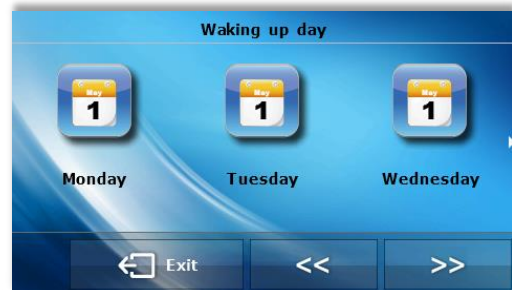 Waking up day
May May May
1 1 1
Monday Tuesday Wednesday
Exit << >>